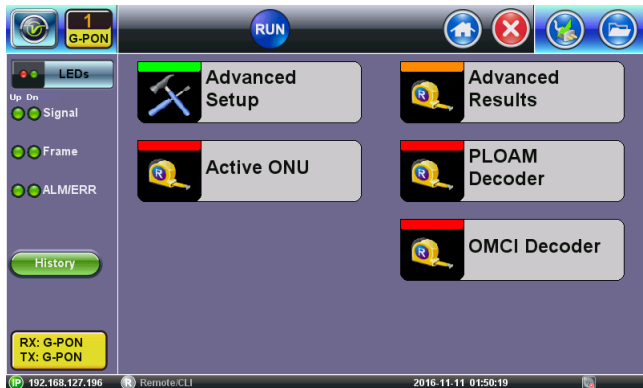 1
G-PON
RUN
LEDs
Up Dn
Signal
Frame
ALM/ERR
History
RX: G-PON
TX: G-PON
Advanced
Setup
Advanced
Results
R
Active ONU
R
PLOAM
Decoder
R
OMCI Decoder
R
IP 192.168.127.196
R Remote/CLI
2016-11-11 01:50:19